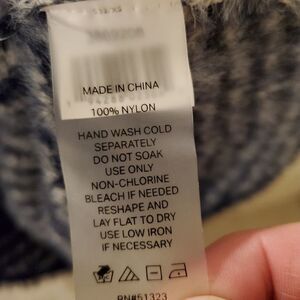 MADE IN CHINA
100% NYLON
HAND WASH COLD
SEPARATELY
DO NOT SOAK
USE ONLY
NON-CHLORINE
BLEACH IF NEEDED
RESHAPE AND
LAY FLAT TO DRY
USE LOW IRON
IF NECESSARY
RN#51323